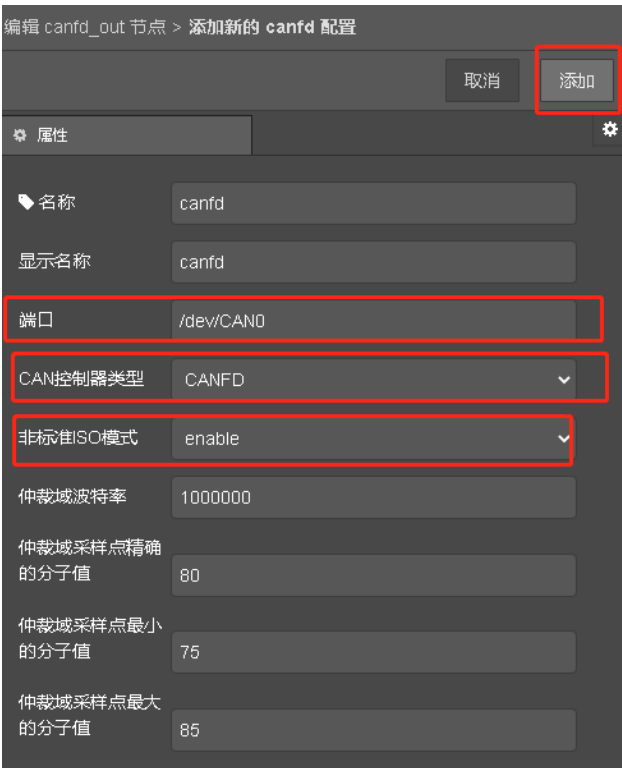 编辑 canfd_out 节点 > 添加新的 canfd 配置
取消 添加
属性
名称 canfd
显示名称 canfd
端口 /dev/CAN0
CAN控制器类型 CANFD
非标准ISO模式 enable
仲裁域波特率 1000000
仲裁域采样点精确
的分子值 80
仲裁域采样点最小
的分子值 75
仲裁域采样点最大
的分子值 85